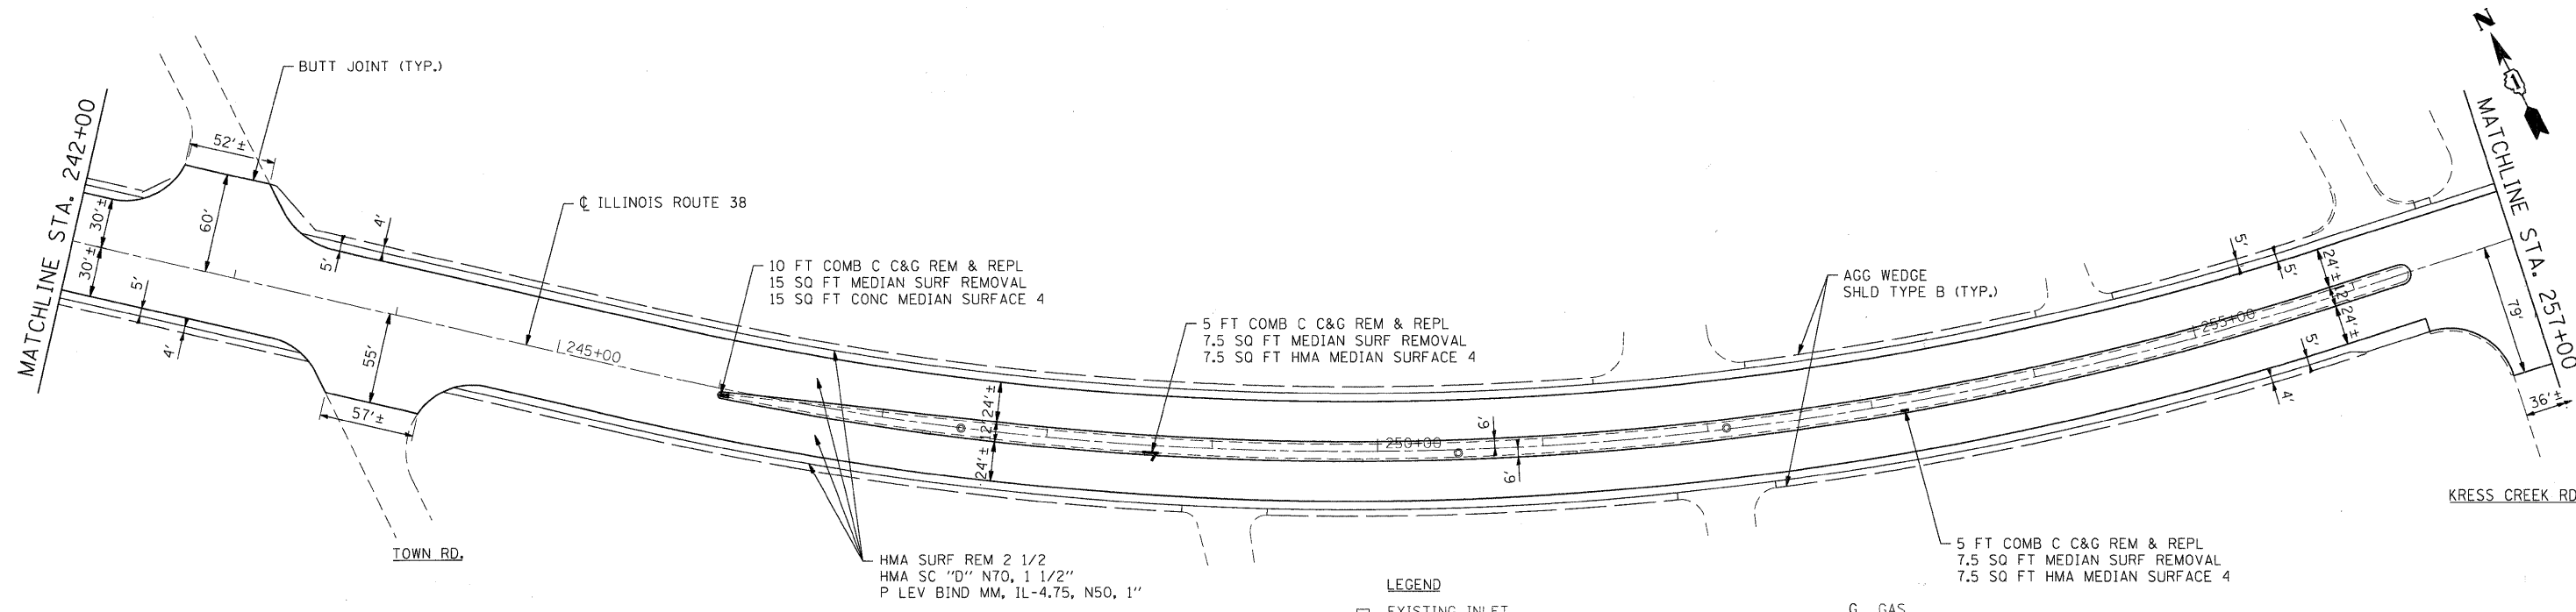 BUTT JOINT (TYP.)
N
MATCHLINE STA. 242+00
52'±
30'±
30'±
60'
5'
4'
5'
4'
55'
57'±
TOWN RD.
℄ ILLINOIS ROUTE 38
245+00
10 FT COMB C C&G REM & REPL
15 SQ FT MEDIAN SURF REMOVAL
15 SQ FT CONC MEDIAN SURFACE 4
5 FT COMB C C&G REM & REPL
7.5 SQ FT MEDIAN SURF REMOVAL
7.5 SQ FT HMA MEDIAN SURFACE 4
AGG WEDGE
SHLD TYPE B (TYP.)
24'±
24'±
250+00
6'
6'
255+00
5'
5'
24'±
24'±
5'
4'
79'
36'±
MATCHLINE STA. 257+00
KRESS CREEK RD
HMA SURF REM 2 1/2
HMA SC "D" N70, 1 1/2"
P LEV BIND MM, IL-4.75, N50, 1"
5 FT COMB C C&G REM & REPL
7.5 SQ FT MEDIAN SURF REMOVAL
7.5 SQ FT HMA MEDIAN SURFACE 4
LEGEND
EXISTING INLET
G GAS